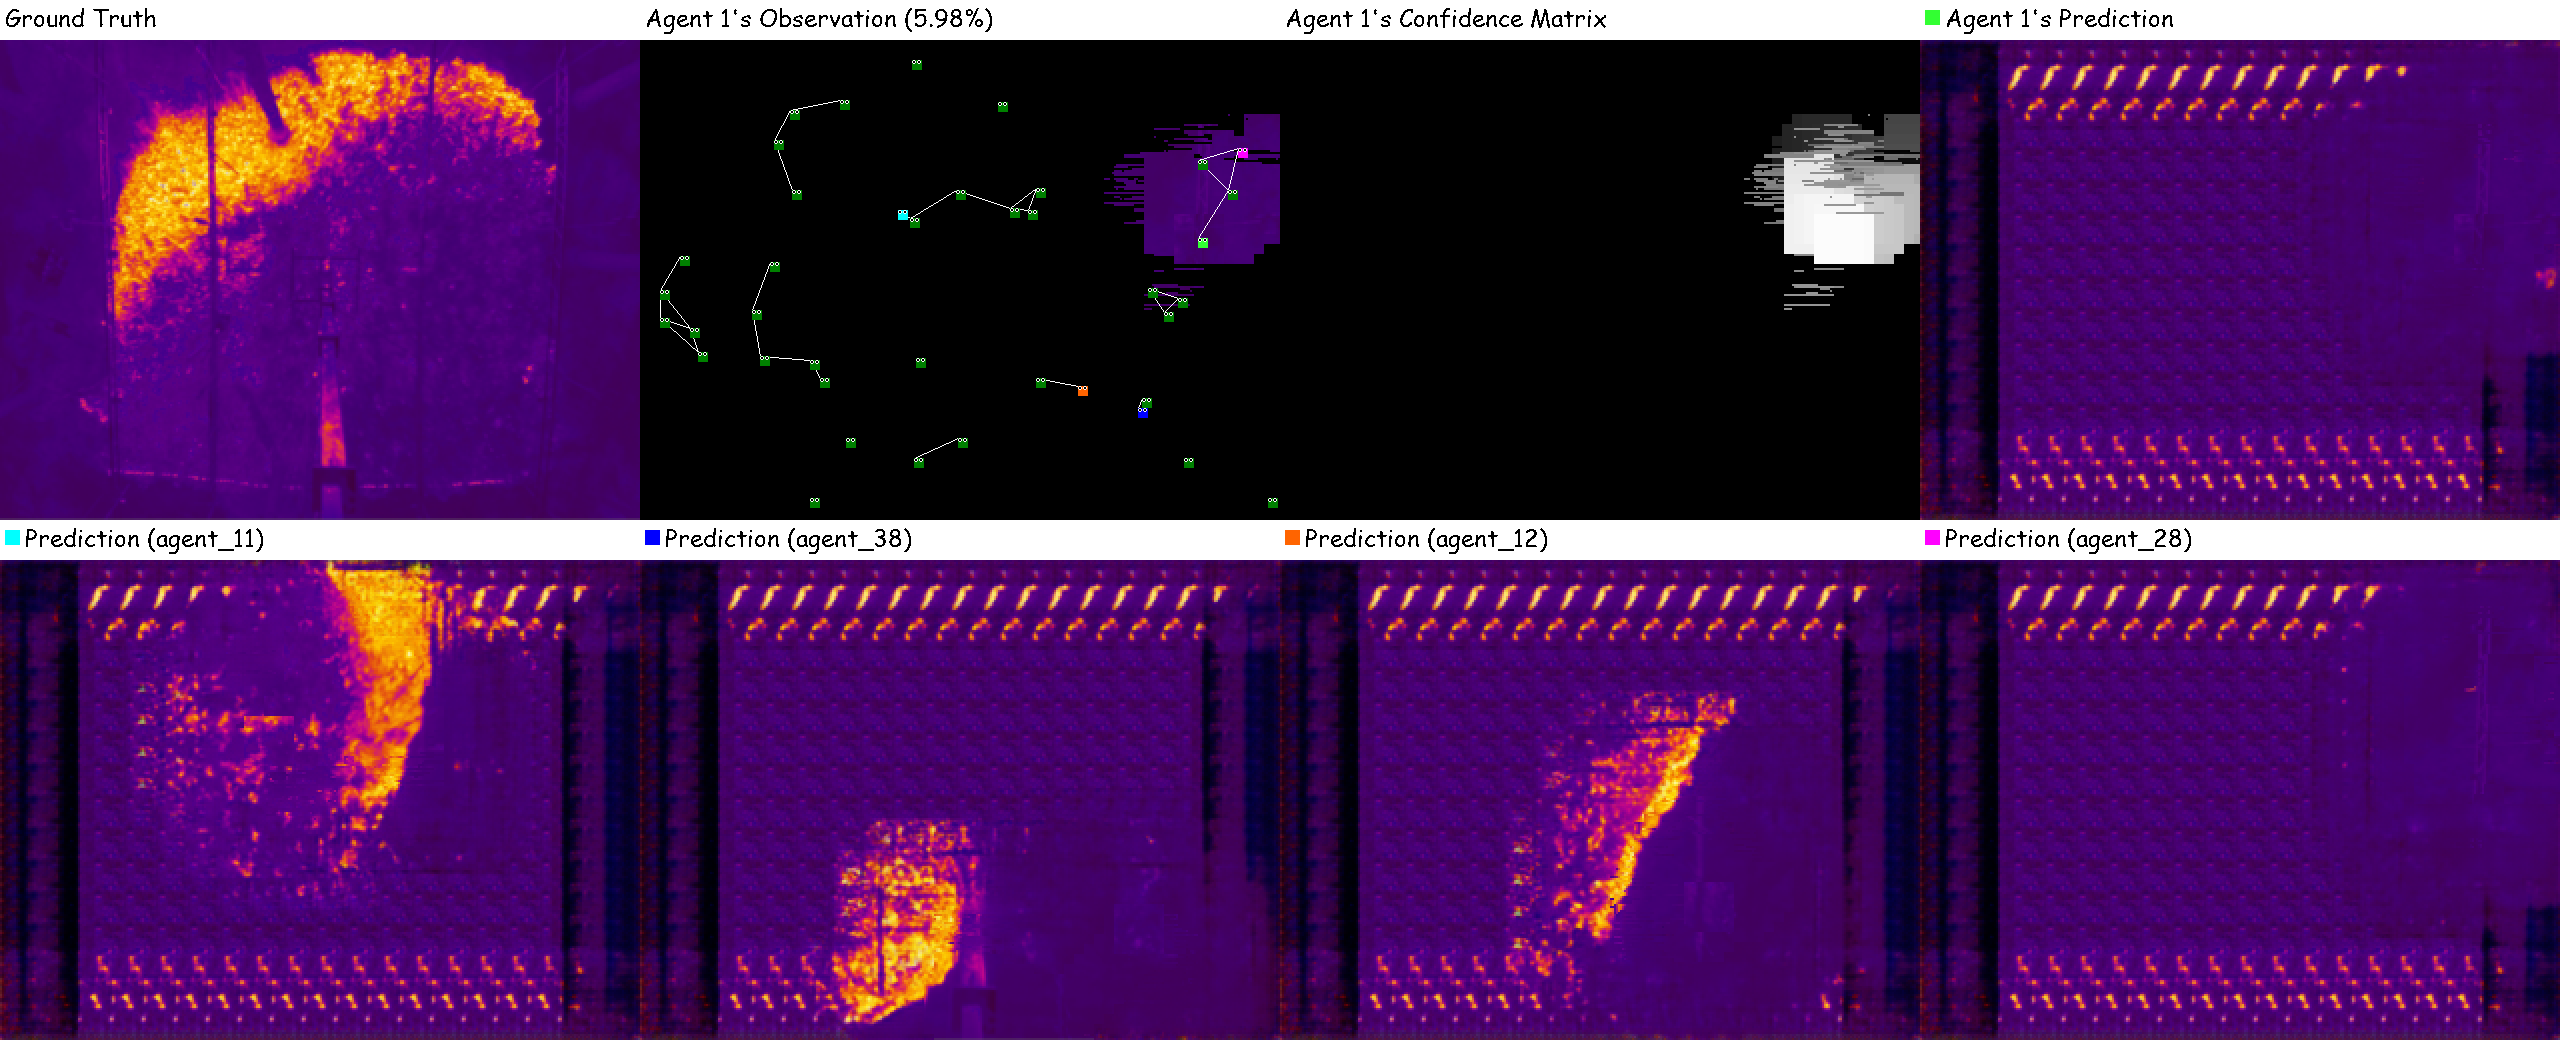 Ground Truth
Agent 1's Observation (5.98%)
Agent 1's Confidence Matrix
Agent 1's Prediction
Prediction (agent_11)
Prediction (agent_38)
Prediction (agent_12)
Prediction (agent_28)